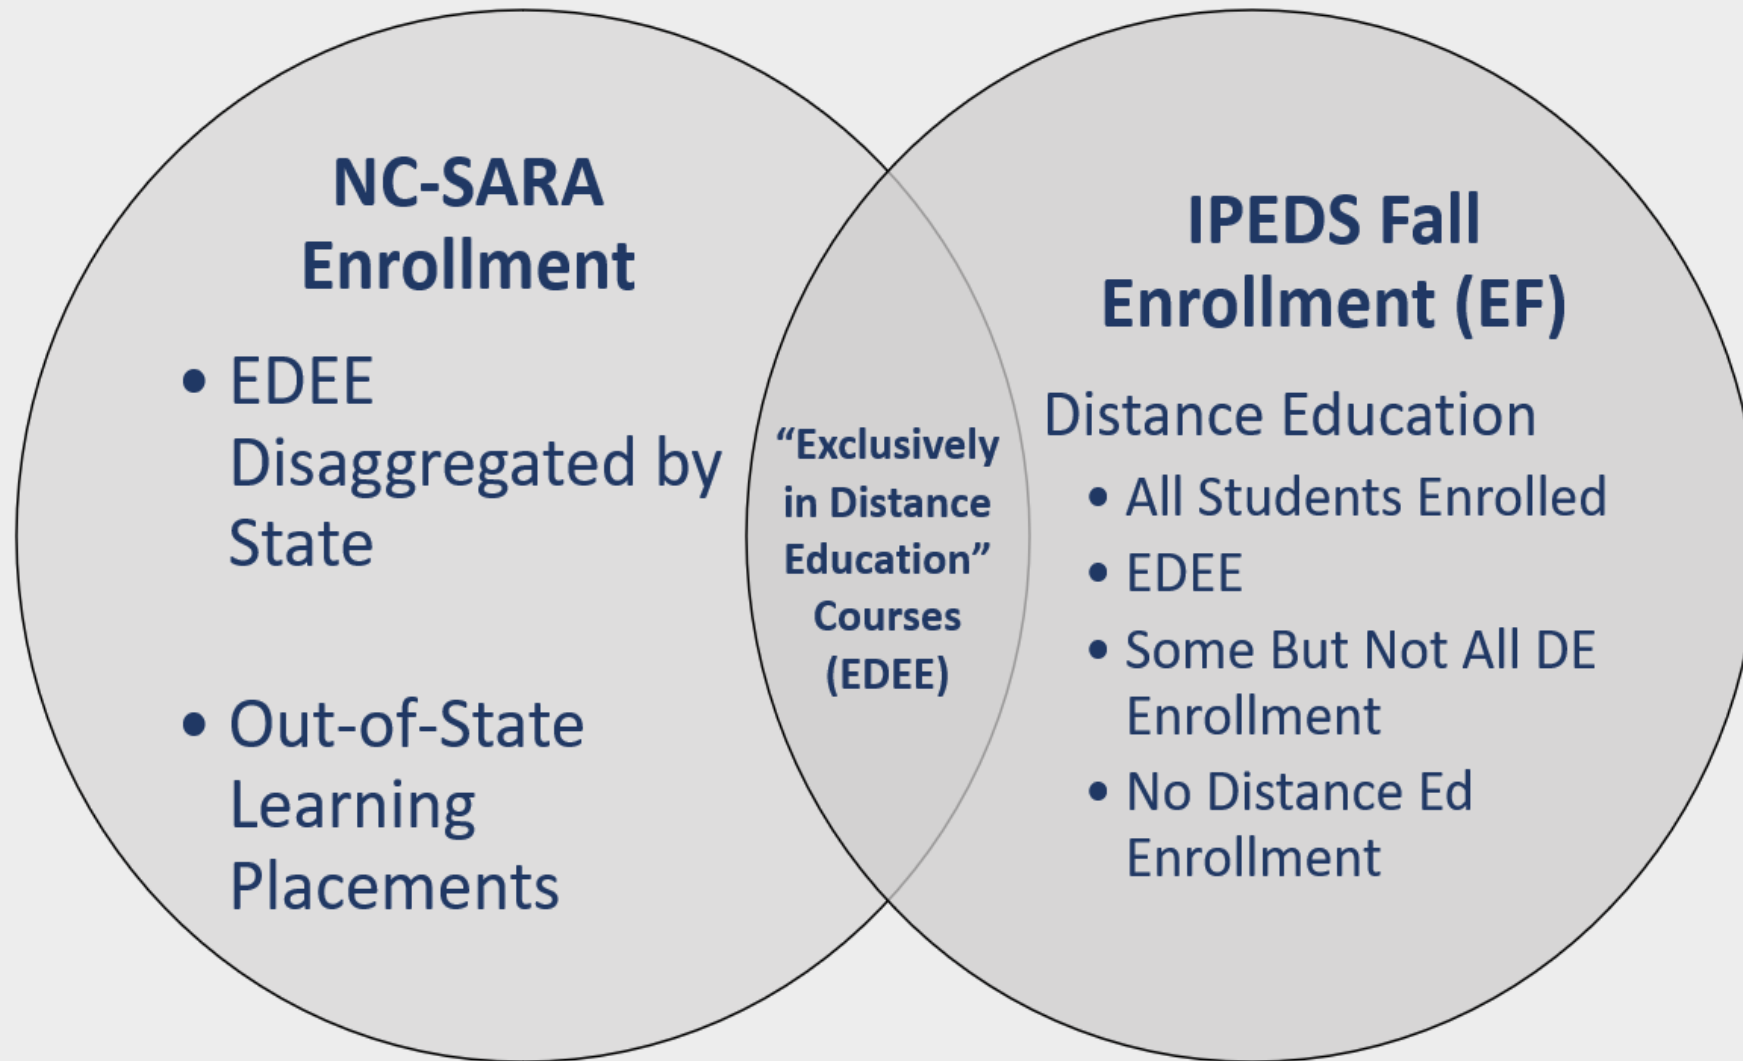 NC-SARA
Enrollment
• EDEE
Disaggregated by
State
• Out-of-State
Learning
Placements
“Exclusively
in Distance
Education”
Courses
(EDEE)
IPEDS Fall
Enrollment (EF)
Distance Education
• All Students Enrolled
• EDEE
• Some But Not All DE
Enrollment
• No Distance Ed
Enrollment